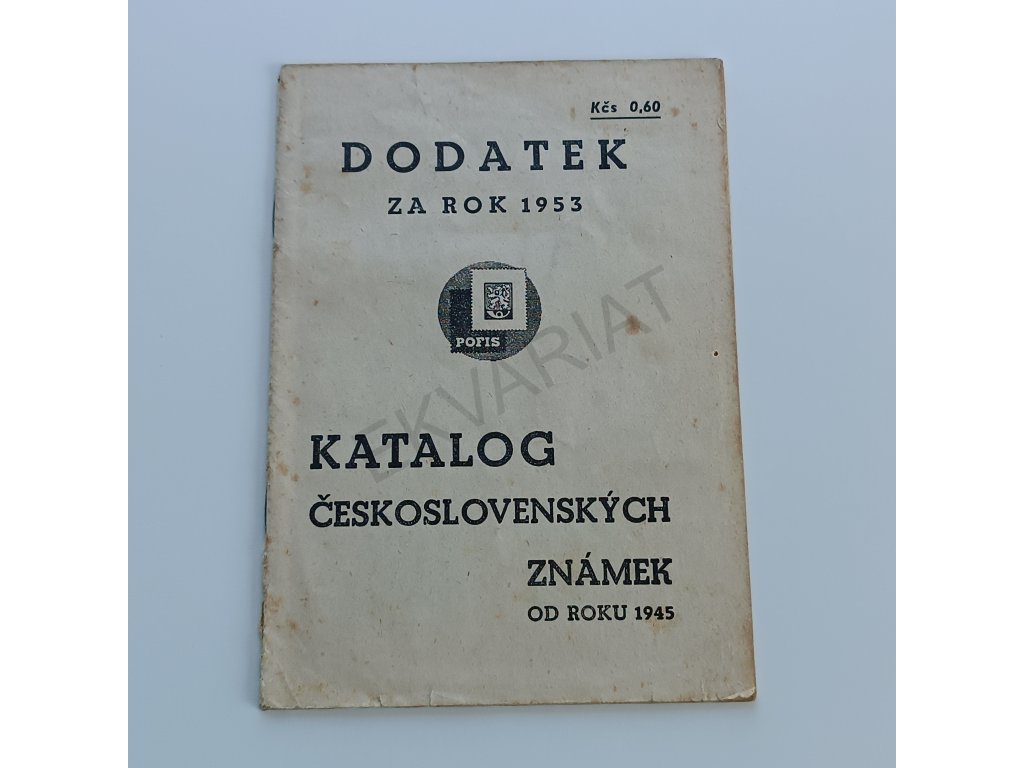 Kčs 0,60
DODATEK
ZA ROK 1953
POFIS
EKVARIAT
KATALOG
ČESKOSLOVENSKÝCH
ZNÁMEK
OD ROKU 1945